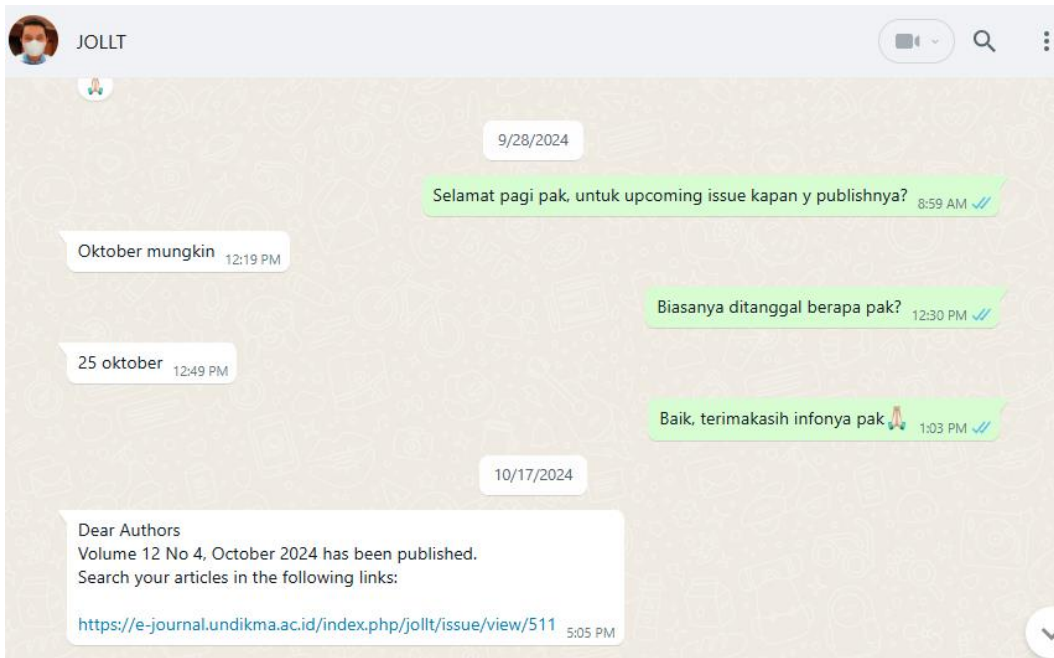 JOLLT
9/28/2024
Selamat pagi pak, untuk upcoming issue kapan y publishnya? 8:59 AM
Oktober mungkin 12:19 PM
Biasanya ditanggal berapa pak? 12:30 PM
25 oktober 12:49 PM
Baik, terimakasih infonya pak🙏🏻 1:03 PM
10/17/2024
Dear Authors
Volume 12 No 4, October 2024 has been published.
Search your articles in the following links:
https://e-journal.undikma.ac.id/index.php/jollt/issue/view/511 5:05 PM